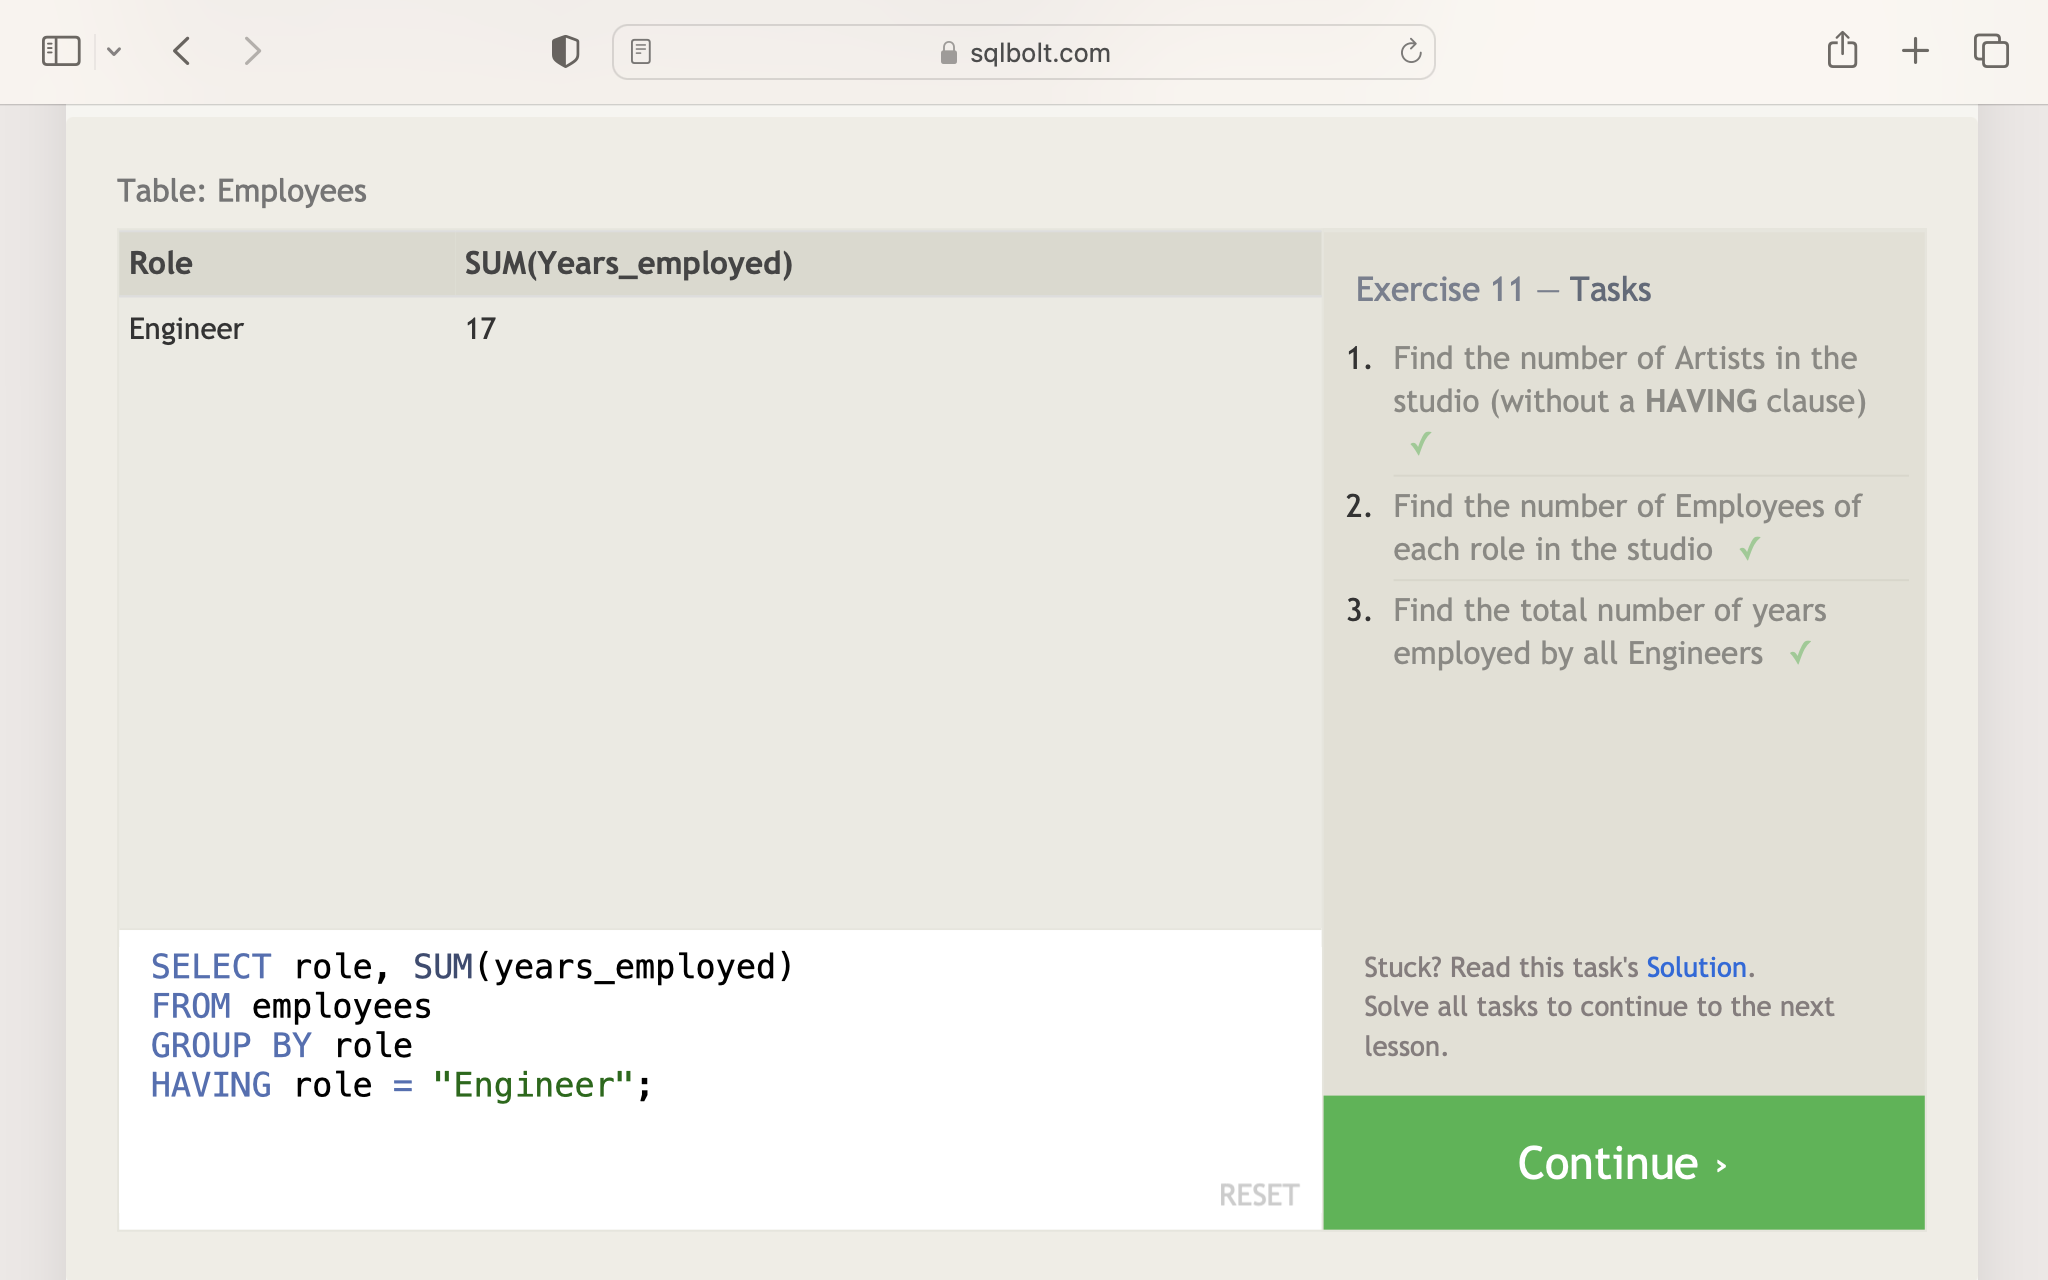 sqlbolt.com
Table: Employees
Role SUM(Years_employed)
Engineer 17
Exercise 11 — Tasks
1. Find the number of Artists in the
studio (without a HAVING clause)
✓
2. Find the number of Employees of
each role in the studio ✓
3. Find the total number of years
employed by all Engineers ✓
SELECT role, SUM(years_employed)
FROM employees
GROUP BY role
HAVING role = "Engineer";
RESET
Stuck? Read this task's Solution.
Solve all tasks to continue to the next
lesson.
Continue ›